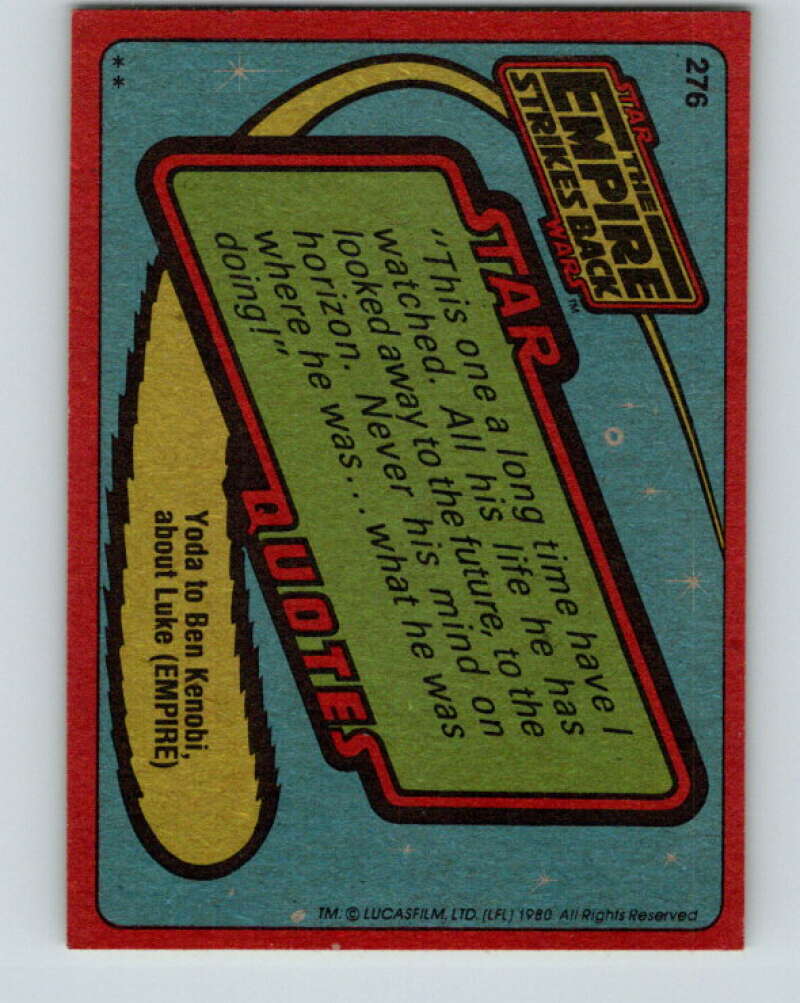 276
STAR
THE
EMPIRE
STRIKES BACK
WARS™
STAR
"This one a long time have I
watched. All his life he has
looked away to the future, to the
horizon. Never his mind on
where he was... what he was
doing!"
QUOTES
Yoda to Ben Kenobi,
about Luke (EMPIRE)
**
TM: © LUCASFILM, LTD. (LFL) 1980. All Rights Reserved